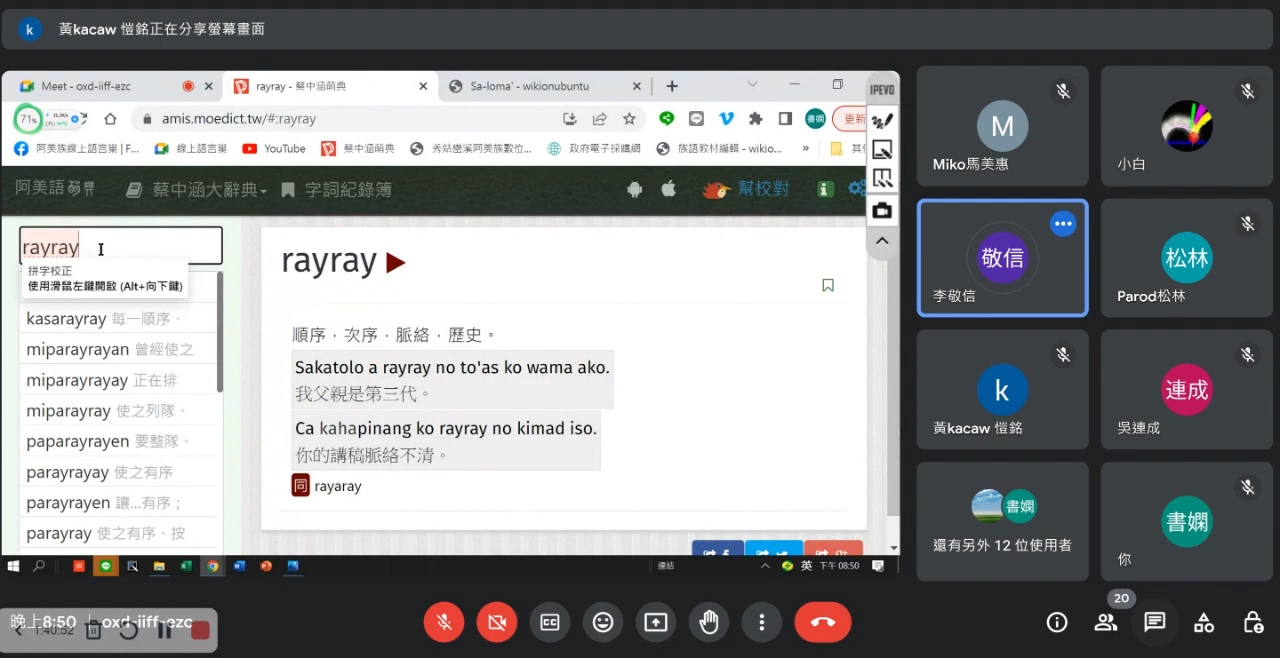 k 黃kacaw 愷銘正在分享螢幕畫面
Meet - oxd-iiff-ezc
rayray - 蔡中涵萌典
Sa-loma' - wikionubuntu
IPEVO
71%
amis.moedict.tw/#:rayray
書嫻
更新
阿美族線上語言巢 | F...
線上語言巢
YouTube
蔡中涵萌典
秀姑巒溪阿美族數位...
政府電子採購網
族語教材編輯 - wikio...
»
阿美語萌典
蔡中涵大辭典
字詞紀錄簿
幫校對
rayray
拼字校正
使用滑鼠左鍵開啟 (Alt+向下鍵)
kasarayray 每一順序、
miparayrayan 曾經使之
miparayrayay 正在排
miparayray 使之列隊、
paparayrayen 要整隊、
parayrayay 使之有序
parayrayen 讓...有序；
parayray 使之有序、按
rayray
順序，次序，脈絡，歷史。
Sakatolo a rayray no to'as ko wama ako.
我父親是第三代。
Ca kahapinang ko rayray no kimad iso.
你的講稿脈絡不清。
同 rayaray
連結
英 下午 08:50
M
Miko馬美惠
小白
敬信
李敬信
松林
Parod松林
k
黃kacaw 愷銘
連成
吳連成
書嫻
還有另外 12 位使用者
書嫻
你
晚上8:50 | oxd-iiff-ezc
1:40:52
20